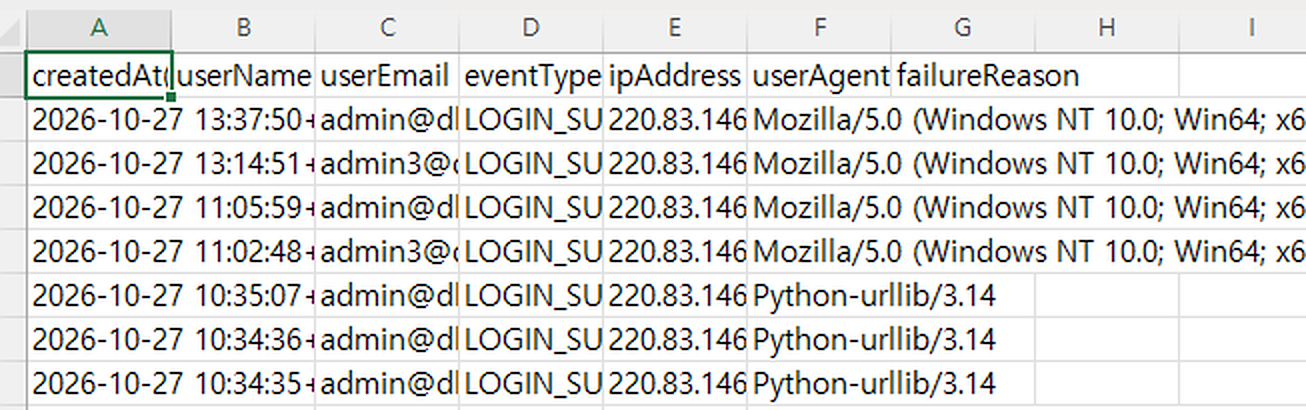 A B C D E F G H I
createdAt( userName userEmail eventType ipAddress userAgent failureReason
2026-10-27 13:37:50+ admin@d LOGIN_SU 220.83.146 Mozilla/5.0 (Windows NT 10.0; Win64; x6
2026-10-27 13:14:51+ admin3@ LOGIN_SU 220.83.146 Mozilla/5.0 (Windows NT 10.0; Win64; x6
2026-10-27 11:05:59+ admin@d LOGIN_SU 220.83.146 Mozilla/5.0 (Windows NT 10.0; Win64; x6
2026-10-27 11:02:48+ admin3@ LOGIN_SU 220.83.146 Mozilla/5.0 (Windows NT 10.0; Win64; x6
2026-10-27 10:35:07+ admin@d LOGIN_SU 220.83.146 Python-urllib/3.14
2026-10-27 10:34:36+ admin@d LOGIN_SU 220.83.146 Python-urllib/3.14
2026-10-27 10:34:35+ admin@d LOGIN_SU 220.83.146 Python-urllib/3.14